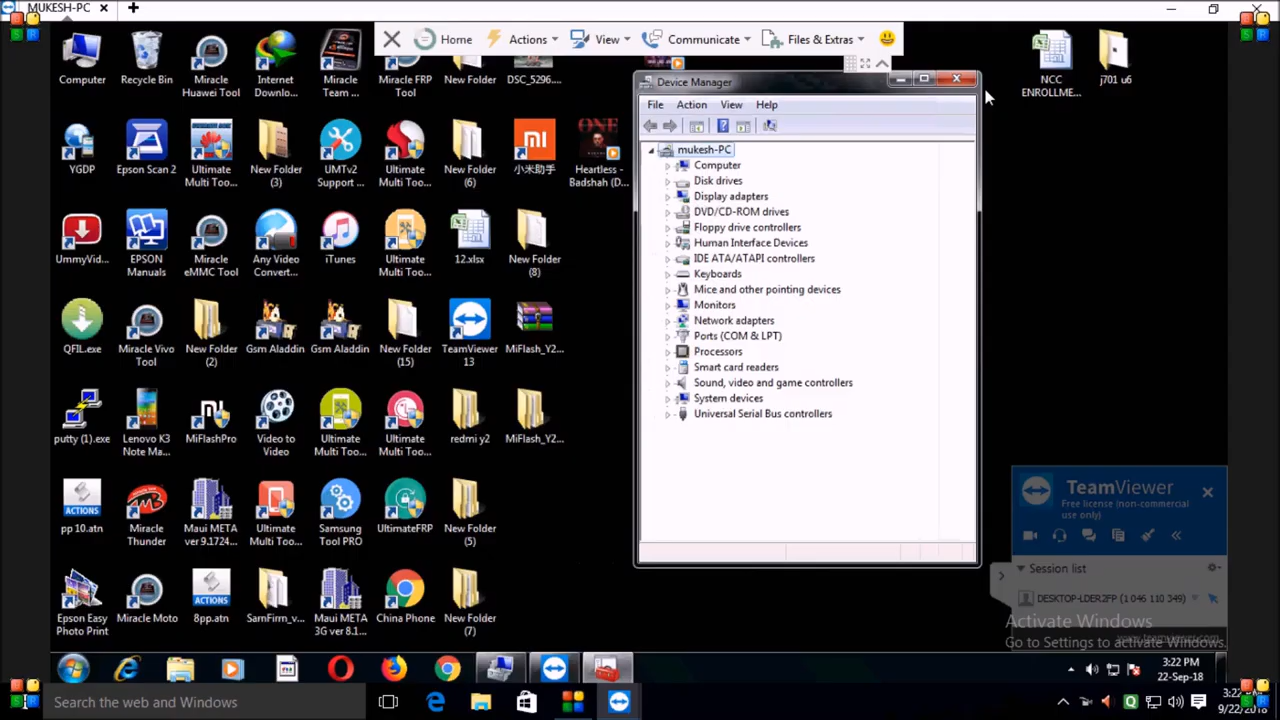 MUKESH-PC
Home
Actions
View
Communicate
Files & Extras
Computer
Recycle Bin
Miracle
Huawei Tool
Internet
Downlo...
Miracle
Team ...
Miracle FRP
Tool
New Folder
DSC_5296...
NCC
ENROLLME...
j701 u6
YGDP
Epson Scan 2
Ultimate
Multi Too...
New Folder
(3)
UMTv2
Support ...
Ultimate
Multi Too...
New Folder
(6)
小米助手
Heartless -
Badshah (D...
UmmyVid...
EPSON
Manuals
Miracle
eMMC Tool
Any Video
Convert...
iTunes
Ultimate
Multi Too...
12.xlsx
New Folder
(8)
QFIL.exe
Miracle Vivo
Tool
New Folder
(2)
Gsm Aladdin
Gsm Aladdin
New Folder
(15)
TeamViewer
13
MiFlash_Y2...
putty (1).exe
Lenovo K3
Note Ma...
MiFlashPro
Video to
Video
Ultimate
Multi Too...
Ultimate
Multi Too...
redmi y2
MiFlash_Y2...
pp 10.atn
Miracle
Thunder
Maui META
ver 9.1724...
Ultimate
Multi Too...
Samsung
Tool PRO
UltimateFRP
New Folder
(5)
Epson Easy
Photo Print
Miracle Moto
8pp.atn
SamFirm_v...
Maui META
3G ver 8.1...
China Phone
New Folder
(7)
Device Manager
File Action View Help
mukesh-PC
Computer
Disk drives
Display adapters
DVD/CD-ROM drives
Floppy drive controllers
Human Interface Devices
IDE ATA/ATAPI controllers
Keyboards
Mice and other pointing devices
Monitors
Network adapters
Ports (COM & LPT)
Processors
Smart card readers
Sound, video and game controllers
System devices
Universal Serial Bus controllers
TeamViewer
Free license (non-commercial
use only)
Session list
DESKTOP-LDER2FP (1 046 110 349)
Activate Windows
Go to Settings to activate Windows.
3:22 PM
22-Sep-18
Search the web and Windows